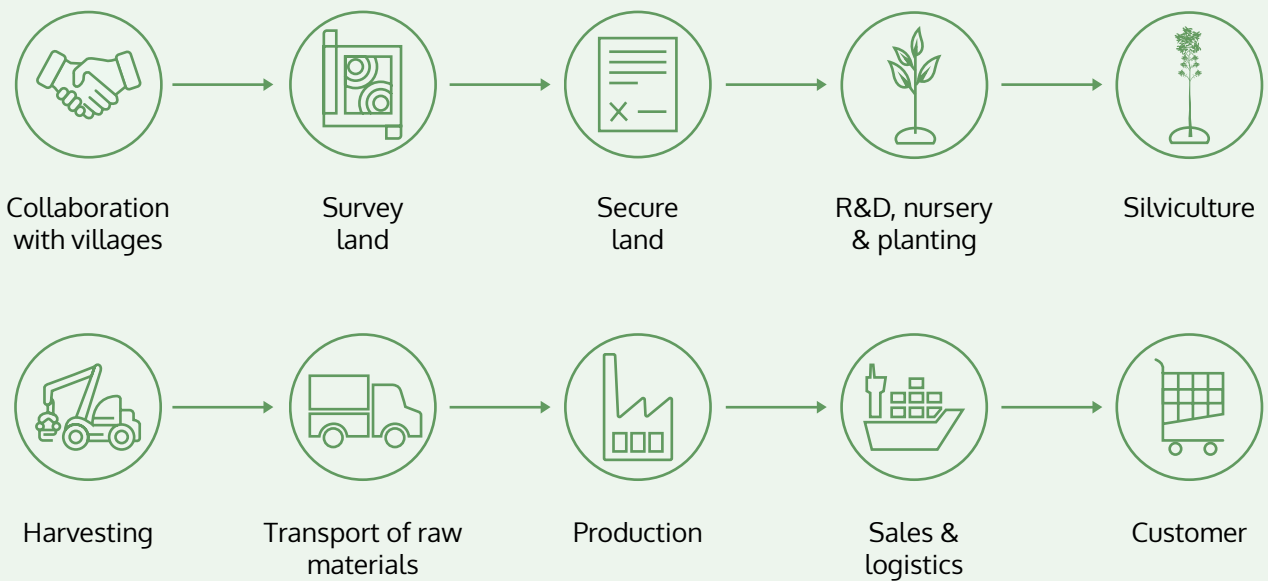 Collaboration
with villages
Survey
land
Secure
land
R&D, nursery
& planting
Silviculture
Harvesting
Transport of raw
materials
Production
Sales &
logistics
Customer